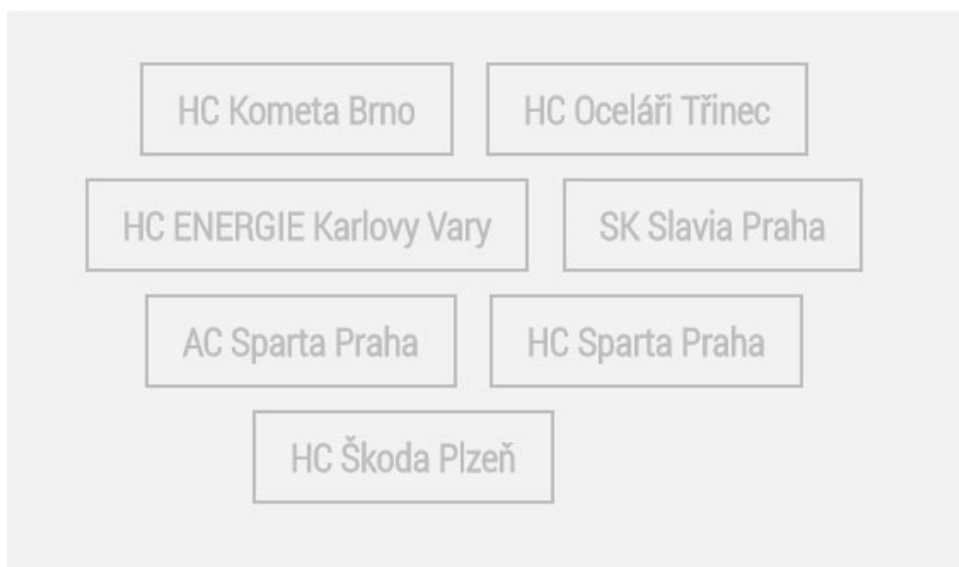 HC Kometa Brno HC Oceláři Třinec
HC ENERGIE Karlovy Vary SK Slavia Praha
AC Sparta Praha HC Sparta Praha
HC Škoda Plzeň